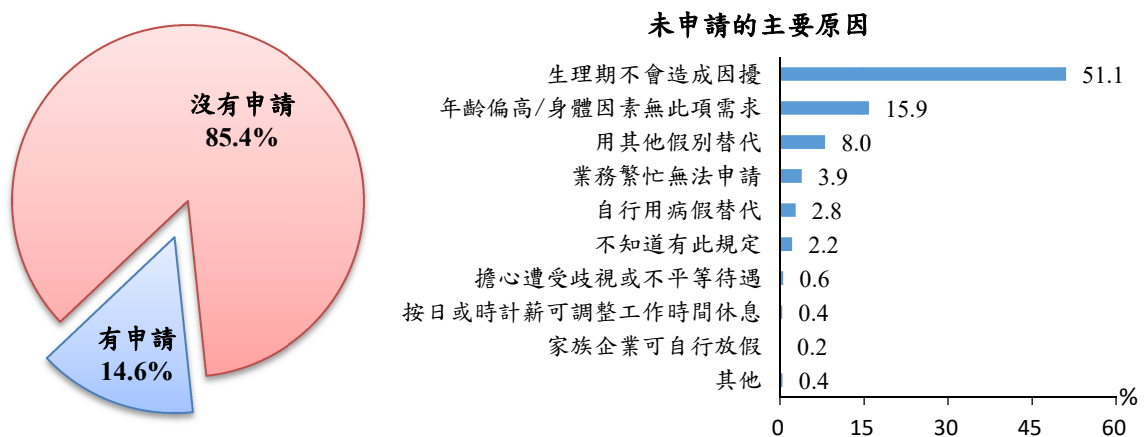 沒有申請
85.4%
有申請
14.6%
未申請的主要原因
生理期不會造成因擾 51.1
年齡偏高/身體因素無此項需求 15.9
用其他假別替代 8.0
業務繁忙無法申請 3.9
自行用病假替代 2.8
不知道有此規定 2.2
擔心遭受歧視或不平等待遇 0.6
按日或時計薪可調整工作時間休息 0.4
家族企業可自行放假 0.2
其他 0.4
0 15 30 45 60 %